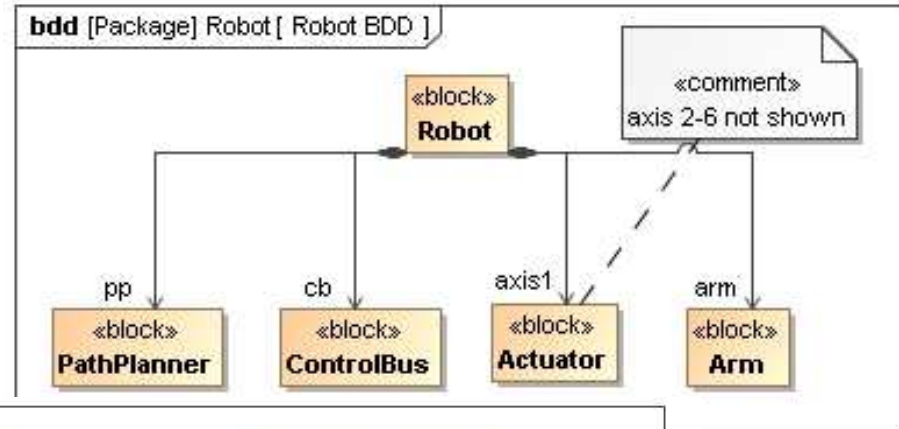 bdd [Package] Robot [ Robot BDD ]
«comment»
axis 2-6 not shown
«block»
Robot
pp
cb
axis1
arm
«block»
PathPlanner
«block»
ControlBus
«block»
Actuator
«block»
Arm